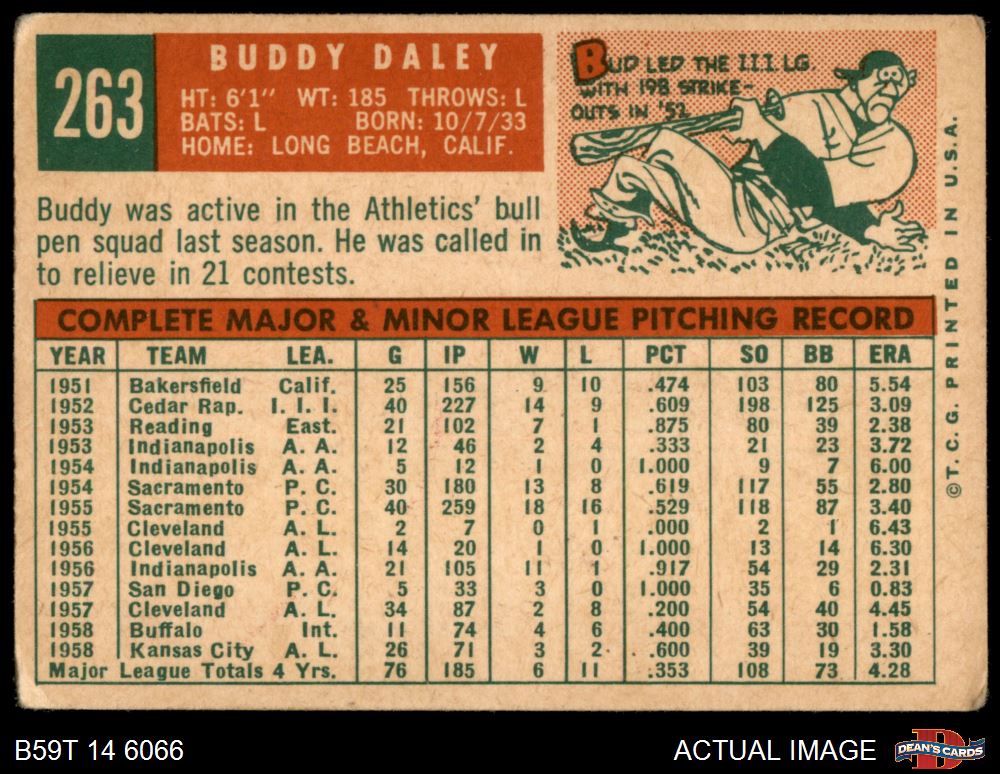 263
BUDDY DALEY
HT: 6'1" WT: 185 THROWS: L
BATS: L BORN: 10/7/33
HOME: LONG BEACH, CALIF.
BUD LED THE I.I.I. LG.
WITH 198 STRIKE-
OUTS IN '52
Buddy was active in the Athletics' bull
pen squad last season. He was called in
to relieve in 21 contests.
COMPLETE MAJOR & MINOR LEAGUE PITCHING RECORD
YEAR TEAM LEA. G IP W L PCT SO BB ERA
1951 Bakersfield Calif. 25 156 9 10 .474 103 80 5.54
1952 Cedar Rap. I. I. I. 40 227 14 9 .609 198 125 3.09
1953 Reading East. 21 102 7 1 .875 80 39 2.38
1953 Indianapolis A. A. 12 46 2 4 .333 21 23 3.72
1954 Indianapolis A. A. 5 12 1 0 1.000 9 7 6.00
1954 Sacramento P. C. 30 180 13 8 .619 117 55 2.80
1955 Sacramento P. C. 40 259 18 16 .529 118 87 3.40
1955 Cleveland A. L. 2 7 0 1 .000 2 1 6.43
1956 Cleveland A. L. 14 20 1 0 1.000 13 14 6.30
1956 Indianapolis A. A. 21 105 11 1 .917 54 29 2.31
1957 San Diego P. C. 5 33 3 0 1.000 35 6 0.83
1957 Cleveland A. L. 34 87 2 8 .200 54 40 4.45
1958 Buffalo Int. 11 74 4 6 .400 63 30 1.58
1958 Kansas City A. L. 26 71 3 2 .600 39 19 3.30
Major League Totals 4 Yrs. 76 185 6 11 .353 108 73 4.28
©T. C. G. PRINTED IN U.S.A.
B59T 14 6066
ACTUAL IMAGE
DEAN'S CARDS